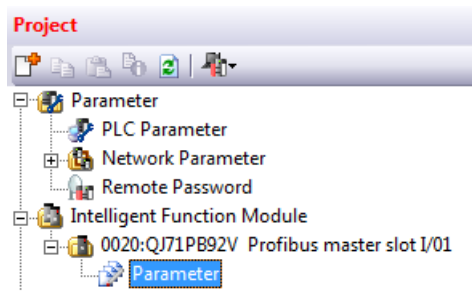 Project
Parameter
PLC Parameter
Network Parameter
Remote Password
Intelligent Function Module
0020:QJ71PB92V Profibus master slot I/01
Parameter